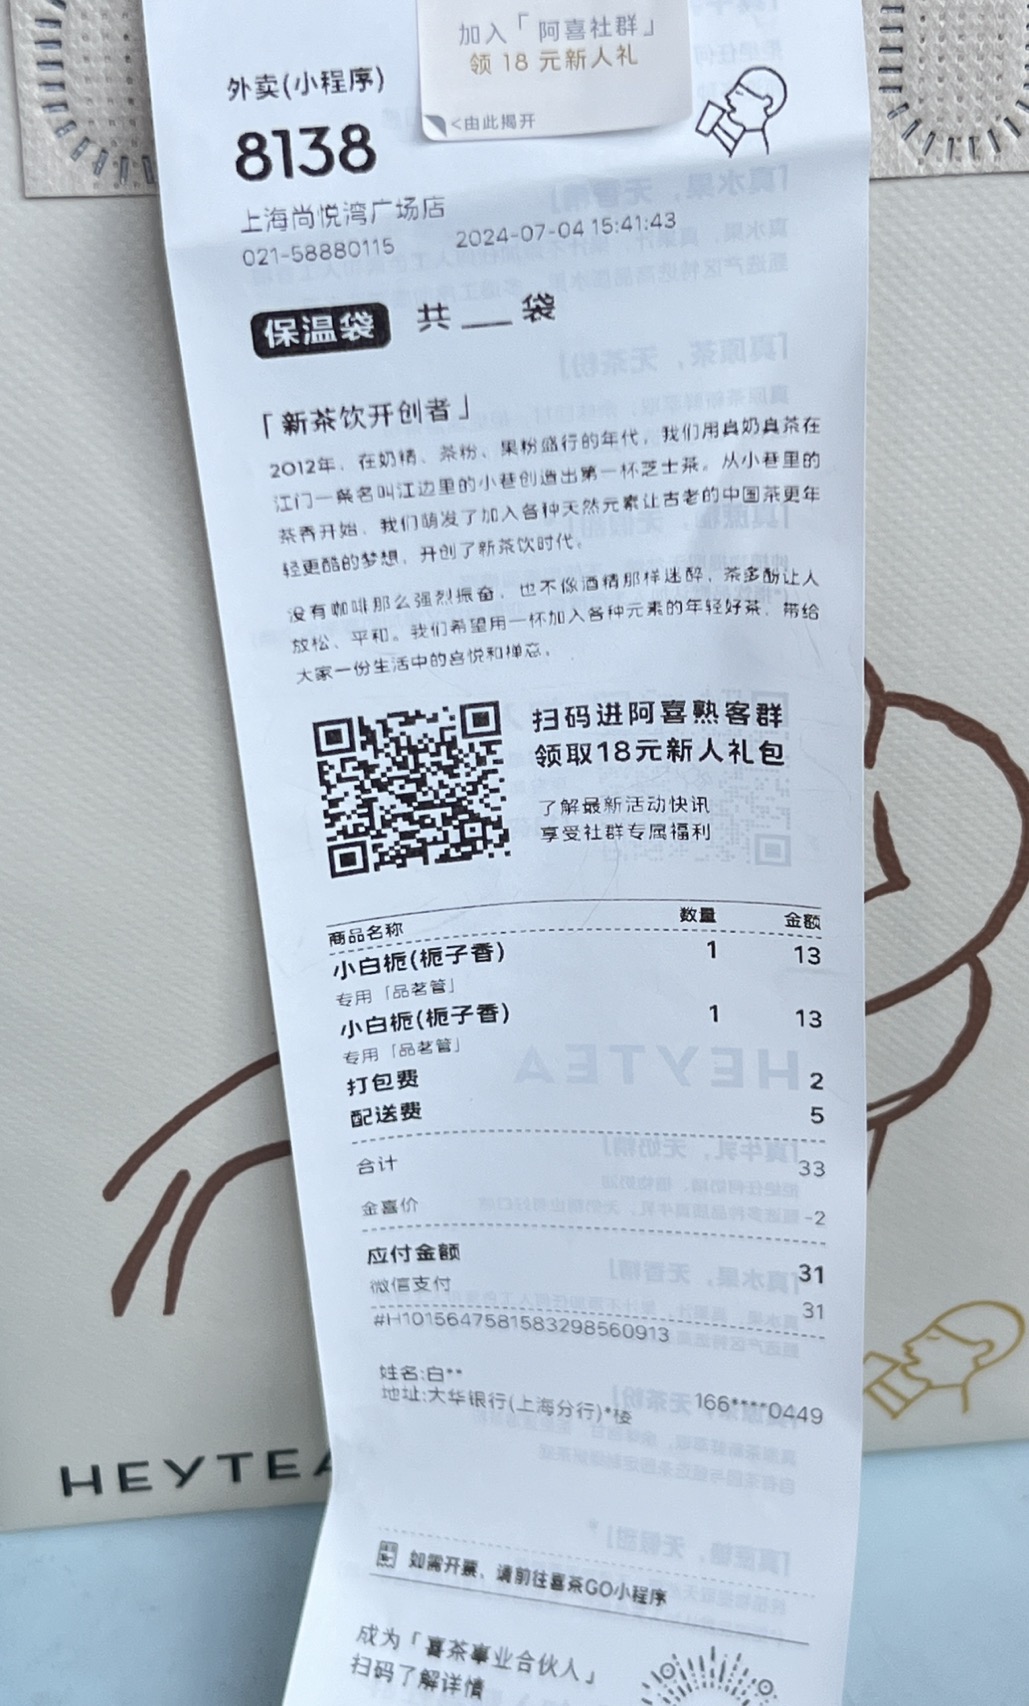 加入「阿喜社群」
领 18 元新人礼
<由此揭开
外卖(小程序)
8138
上海尚悦湾广场店
021-58880115 2024-07-04 15:41:43
保温袋 共___袋
「新茶饮开创者」
2012年，在奶精、茶粉、果粉盛行的年代，我们用真奶真茶在
江门一条名叫江边里的小巷创造出第一杯芝士茶。从小巷里的
茶香开始，我们萌发了加入各种天然元素让古老的中国茶更年
轻更酷的梦想，开创了新茶饮时代。
没有咖啡那么强烈振奋，也不像酒精那样迷醉，茶多酚让人
放松、平和。我们希望用一杯加入各种元素的年轻好茶，带给
大家一份生活中的喜悦和禅意。
扫码进阿喜熟客群
领取18元新人礼包
了解最新活动快讯
享受社群专属福利
商品名称 数量 金额
小白栀(栀子香) 1 13
专用「品茗管」
小白栀(栀子香) 1 13
专用「品茗管」
打包费 2
配送费 5
合计 33
金喜价 -2
应付金额 31
微信支付 31
#H1015647581583298560913
姓名:白** 166****0449
地址:大华银行(上海分行)*楼
如需开票，请前往喜茶GO小程序
成为「喜茶事业合伙人」
扫码了解详情
HEYTEA